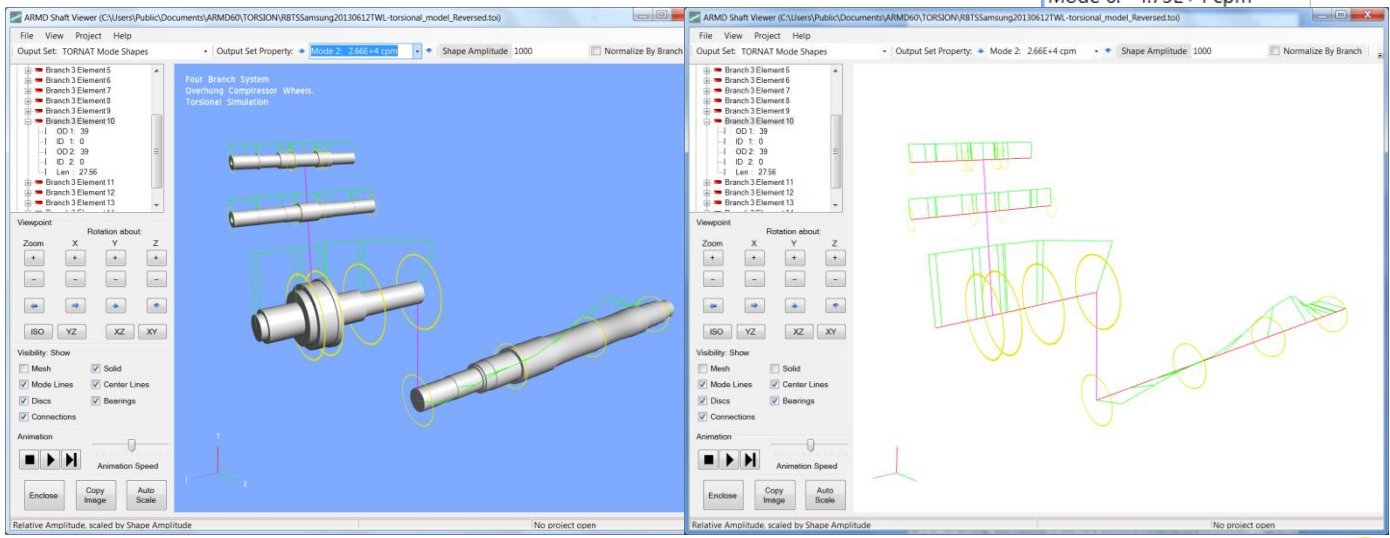 Mode 6: 4.75E+4 cpm
ARMD Shaft Viewer (C:\Users\Public\Documents\ARMD60\TORSION\RBTSSamsung20130612TWL-torsional_model_Reversed.toi)
File View Project Help
Ouput Set: TORNAT Mode Shapes Output Set Property: Mode 2: 2.66E+4 cpm Shape Amplitude 1000 Normalize By Branch
Branch 3 Element 5
Branch 3 Element 6
Branch 3 Element 7
Branch 3 Element 8
Branch 3 Element 9
Branch 3 Element 10
OD 1: 39
ID 1: 0
OD 2: 39
ID 2: 0
Len : 27.56
Branch 3 Element 11
Branch 3 Element 12
Branch 3 Element 13
Four Branch System
Overhung Compressor Wheels.
Torsional Simulation
Viewpoint
Rotation about:
Zoom X Y Z
+ + + +
- - - -
ISO YZ XZ XY
Visibility: Show
Mesh Solid
Mode Lines Center Lines
Discs Bearings
Connections
Animation
Animation Speed
Enclose Copy Image Auto Scale
Y
X
Relative Amplitude, scaled by Shape Amplitude No project open
ARMD Shaft Viewer (C:\Users\Public\Documents\ARMD60\TORSION\RBTSSamsung20130612TWL-torsional_model_Reversed.toi)
File View Project Help
Ouput Set: TORNAT Mode Shapes Output Set Property: Mode 2: 2.66E+4 cpm Shape Amplitude 1000 Normalize By Branch
Branch 3 Element 5
Branch 3 Element 6
Branch 3 Element 7
Branch 3 Element 8
Branch 3 Element 9
Branch 3 Element 10
OD 1: 39
ID 1: 0
OD 2: 39
ID 2: 0
Len : 27.56
Branch 3 Element 11
Branch 3 Element 12
Branch 3 Element 13
Viewpoint
Rotation about:
Zoom X Y Z
+ + + +
- - - -
ISO YZ XZ XY
Visibility: Show
Mesh Solid
Mode Lines Center Lines
Discs Bearings
Connections
Animation
Animation Speed
Enclose Copy Image Auto Scale
Relative Amplitude, scaled by Shape Amplitude No project open